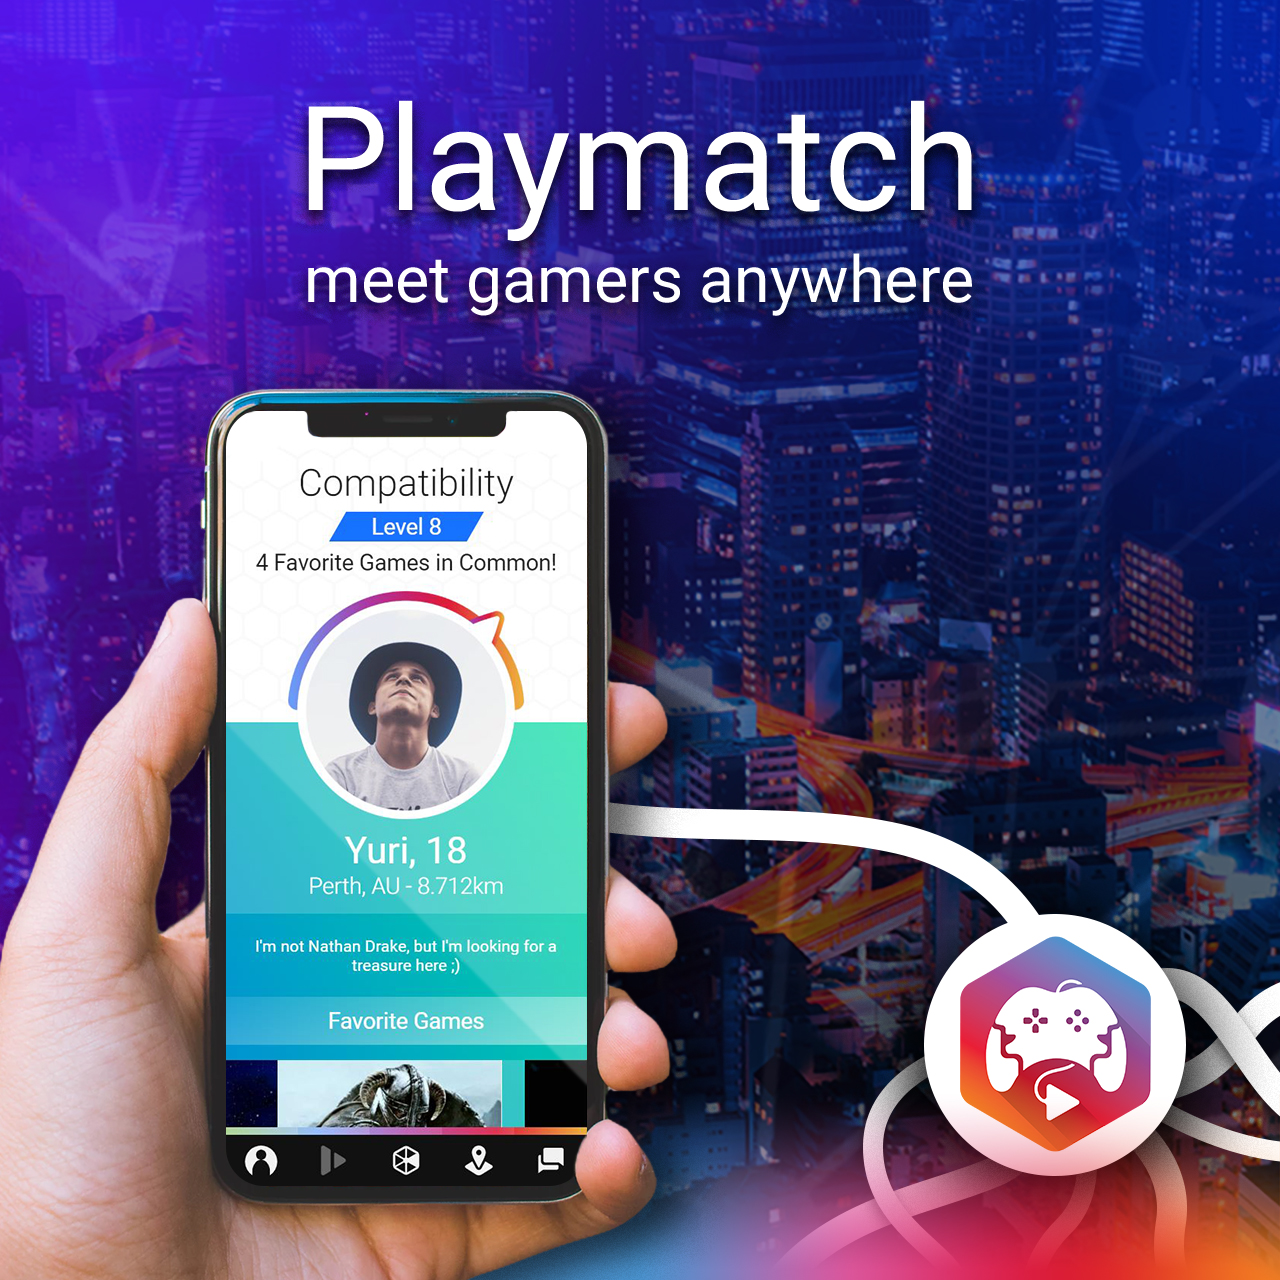 Playmatch
meet gamers anywhere
Compatibility
Level 8
4 Favorite Games in Common!
Yuri, 18
Perth, AU - 8.712km
I'm not Nathan Drake, but I'm looking for a
treasure here ;)
Favorite Games